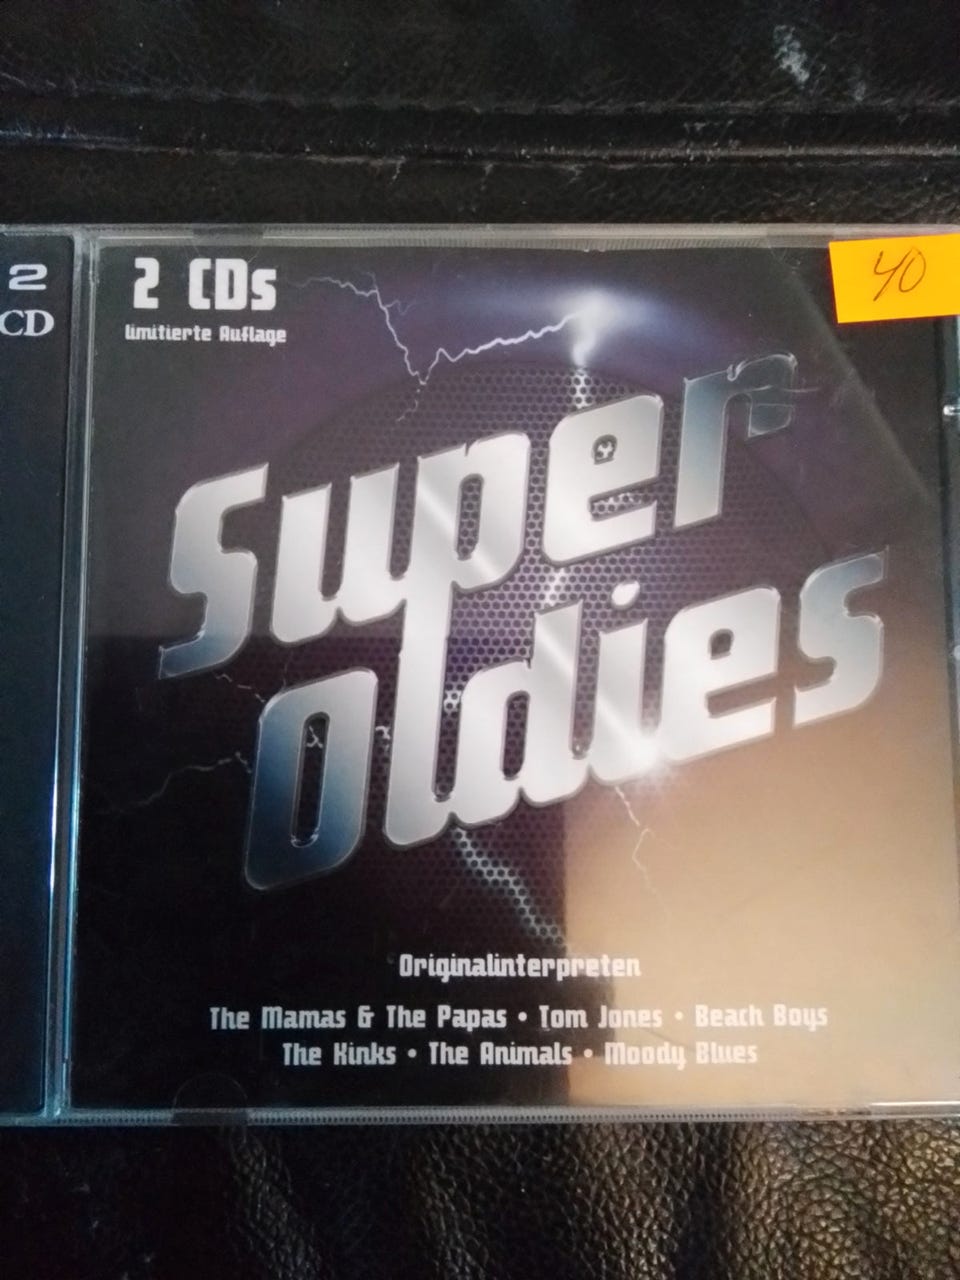 2
CD
2 CDs
limitierte Auflage
40
Super
Oldies
Originalinterpreten
The Mamas & The Papas • Tom Jones • Beach Boys
The Kinks • The Animals • Moody Blues